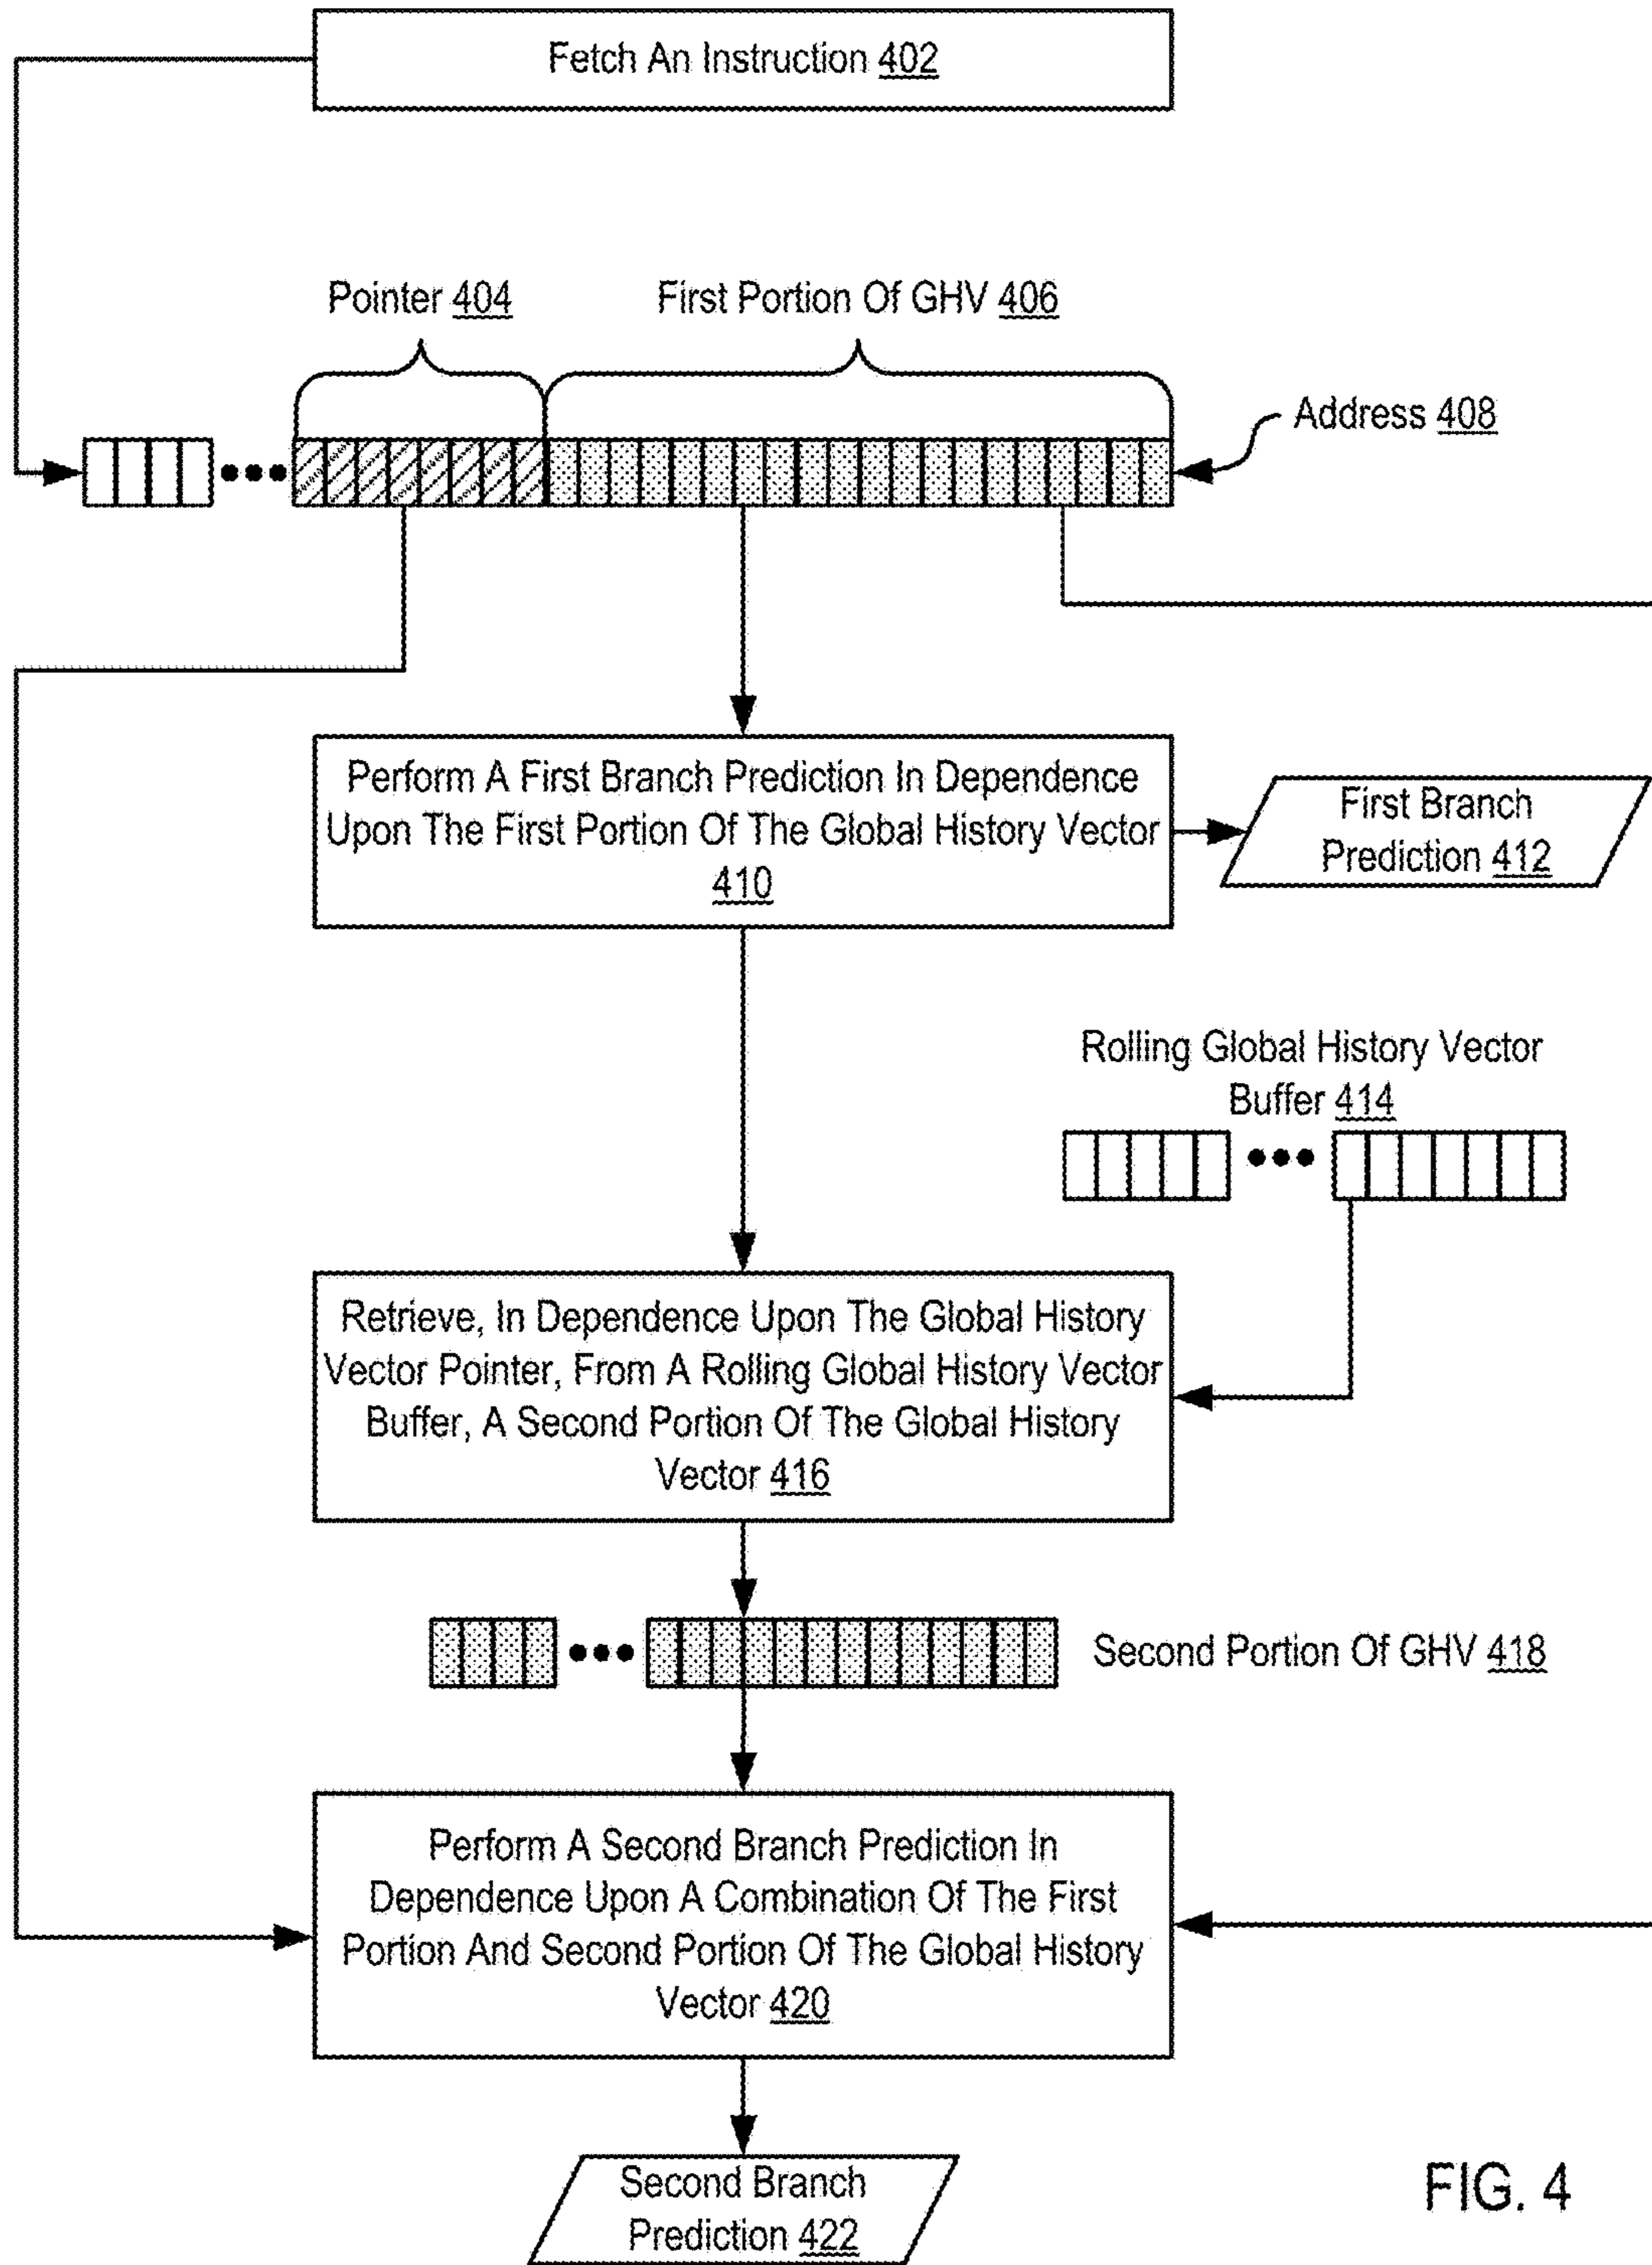 Fetch An Instruction 402
Pointer 404
First Portion Of GHV 406
Address 408
Perform A First Branch Prediction In Dependence
Upon The First Portion Of The Global History Vector
410
First Branch
Prediction 412
Rolling Global History Vector
Buffer 414
Retrieve, In Dependence Upon The Global History
Vector Pointer, From A Rolling Global History Vector
Buffer, A Second Portion Of The Global History
Vector 416
Second Portion Of GHV 418
Perform A Second Branch Prediction In
Dependence Upon A Combination Of The First
Portion And Second Portion Of The Global History
Vector 420
Second Branch
Prediction 422
FIG. 4